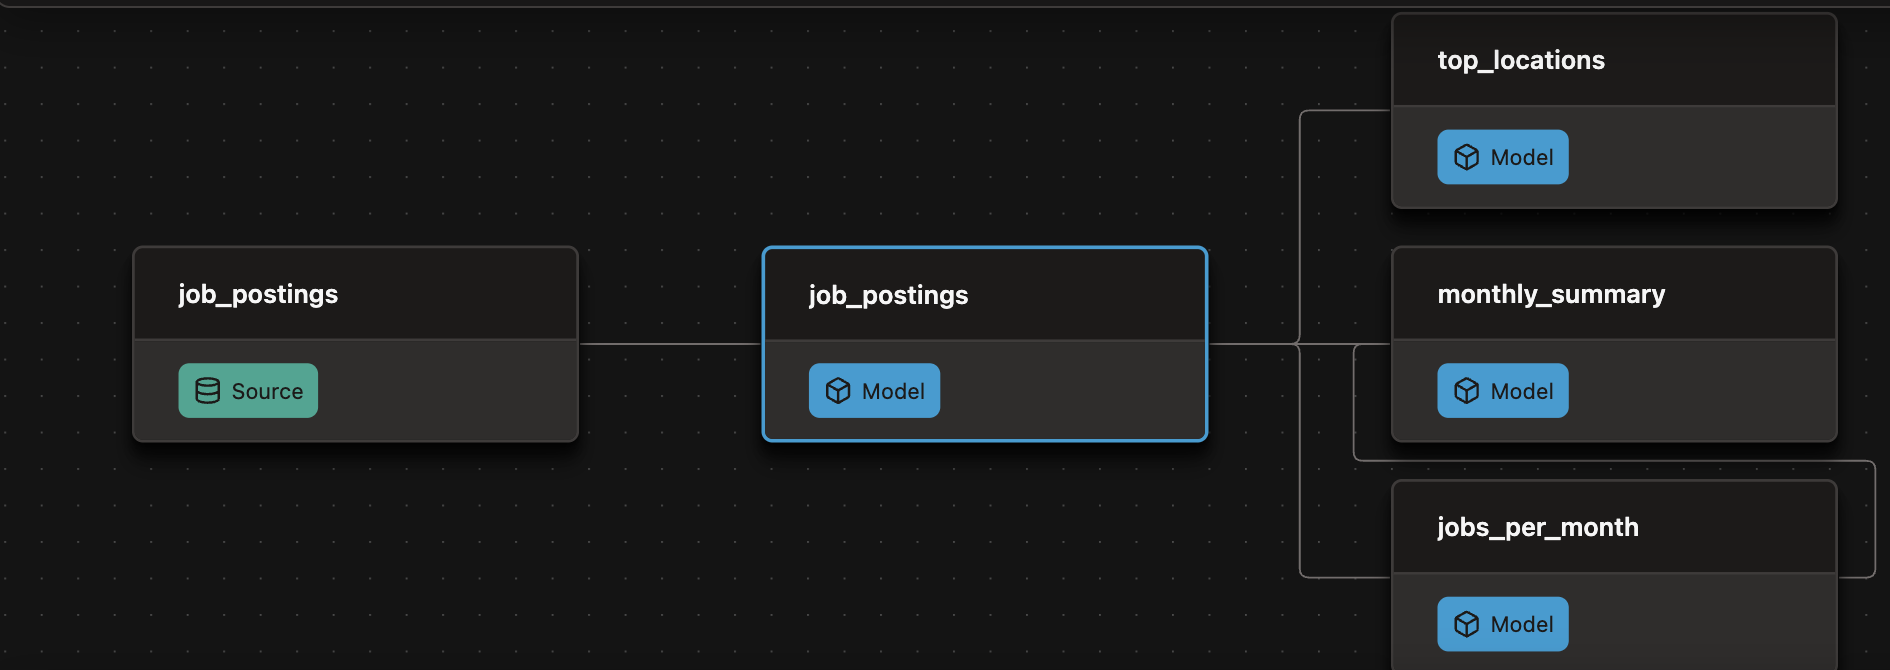 job_postings
Source
job_postings
Model
top_locations
Model
monthly_summary
Model
jobs_per_month
Model